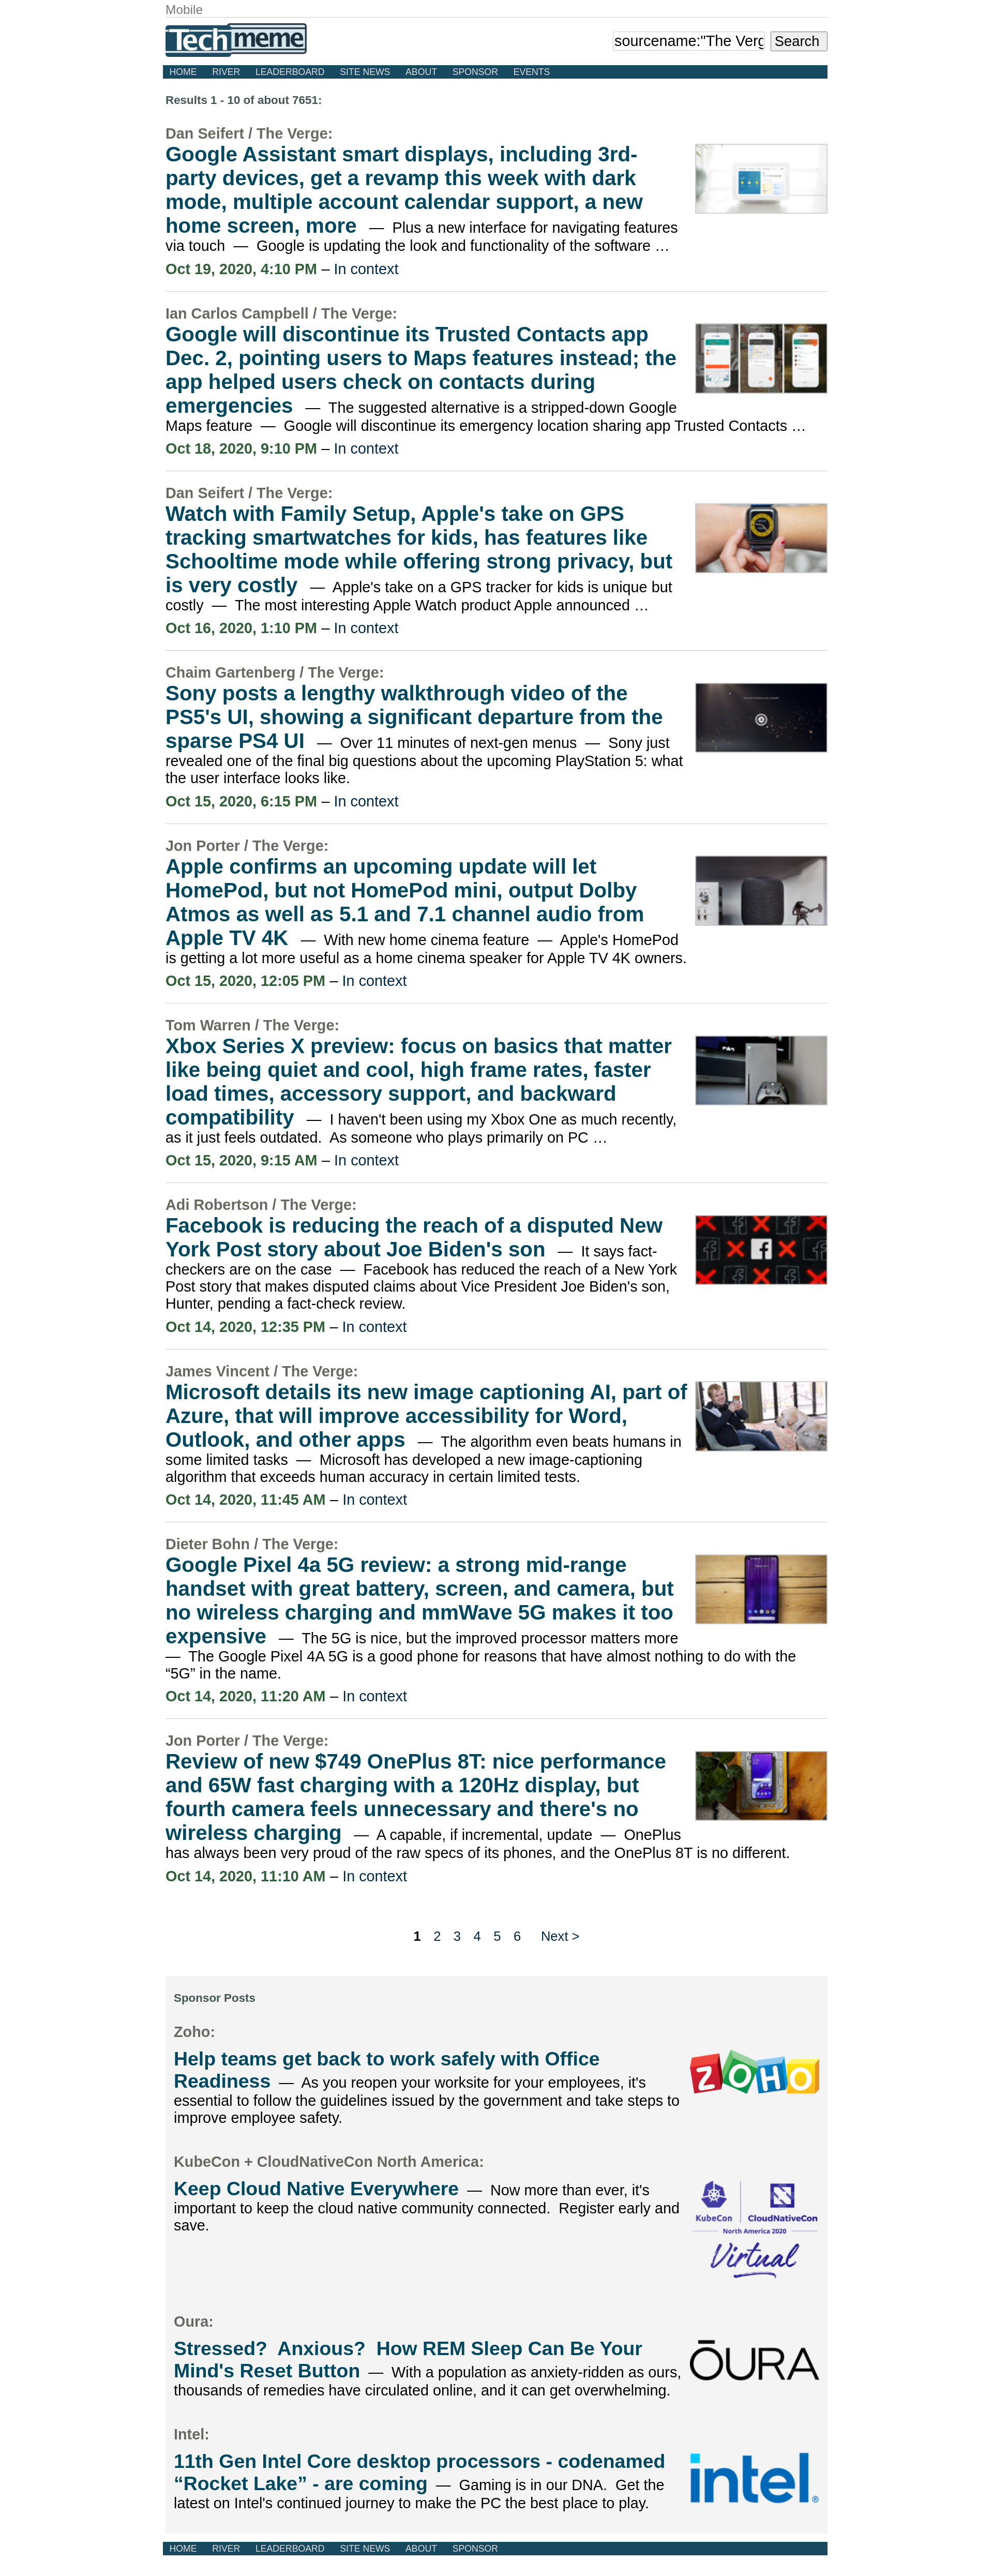 Mobile
Techmeme
sourcename:"The Verg
Search
HOME RIVER LEADERBOARD SITE NEWS ABOUT SPONSOR EVENTS
Results 1 - 10 of about 7651:
Dan Seifert / The Verge:
Google Assistant smart displays, including 3rd-
party devices, get a revamp this week with dark
mode, multiple account calendar support, a new
home screen, more — Plus a new interface for navigating features
via touch — Google is updating the look and functionality of the software …
Oct 19, 2020, 4:10 PM – In context
Ian Carlos Campbell / The Verge:
Google will discontinue its Trusted Contacts app
Dec. 2, pointing users to Maps features instead; the
app helped users check on contacts during
emergencies — The suggested alternative is a stripped-down Google
Maps feature — Google will discontinue its emergency location sharing app Trusted Contacts …
Oct 18, 2020, 9:10 PM – In context
Dan Seifert / The Verge:
Watch with Family Setup, Apple's take on GPS
tracking smartwatches for kids, has features like
Schooltime mode while offering strong privacy, but
is very costly — Apple's take on a GPS tracker for kids is unique but
costly — The most interesting Apple Watch product Apple announced …
Oct 16, 2020, 1:10 PM – In context
Chaim Gartenberg / The Verge:
Sony posts a lengthy walkthrough video of the
PS5's UI, showing a significant departure from the
sparse PS4 UI — Over 11 minutes of next-gen menus — Sony just
revealed one of the final big questions about the upcoming PlayStation 5: what
the user interface looks like.
Oct 15, 2020, 6:15 PM – In context
Jon Porter / The Verge:
Apple confirms an upcoming update will let
HomePod, but not HomePod mini, output Dolby
Atmos as well as 5.1 and 7.1 channel audio from
Apple TV 4K — With new home cinema feature — Apple's HomePod
is getting a lot more useful as a home cinema speaker for Apple TV 4K owners.
Oct 15, 2020, 12:05 PM – In context
Tom Warren / The Verge:
Xbox Series X preview: focus on basics that matter
like being quiet and cool, high frame rates, faster
load times, accessory support, and backward
compatibility — I haven't been using my Xbox One as much recently,
as it just feels outdated. As someone who plays primarily on PC …
Oct 15, 2020, 9:15 AM – In context
Adi Robertson / The Verge:
Facebook is reducing the reach of a disputed New
York Post story about Joe Biden's son — It says fact-
checkers are on the case — Facebook has reduced the reach of a New York
Post story that makes disputed claims about Vice President Joe Biden's son,
Hunter, pending a fact-check review.
Oct 14, 2020, 12:35 PM – In context
James Vincent / The Verge:
Microsoft details its new image captioning AI, part of
Azure, that will improve accessibility for Word,
Outlook, and other apps — The algorithm even beats humans in
some limited tasks — Microsoft has developed a new image-captioning
algorithm that exceeds human accuracy in certain limited tests.
Oct 14, 2020, 11:45 AM – In context
Dieter Bohn / The Verge:
Google Pixel 4a 5G review: a strong mid-range
handset with great battery, screen, and camera, but
no wireless charging and mmWave 5G makes it too
expensive — The 5G is nice, but the improved processor matters more
— The Google Pixel 4A 5G is a good phone for reasons that have almost nothing to do with the
“5G” in the name.
Oct 14, 2020, 11:20 AM – In context
Jon Porter / The Verge:
Review of new $749 OnePlus 8T: nice performance
and 65W fast charging with a 120Hz display, but
fourth camera feels unnecessary and there's no
wireless charging — A capable, if incremental, update — OnePlus
has always been very proud of the raw specs of its phones, and the OnePlus 8T is no different.
Oct 14, 2020, 11:10 AM – In context
1 2 3 4 5 6 Next >
Sponsor Posts
Zoho:
Help teams get back to work safely with Office
Readiness — As you reopen your worksite for your employees, it's
essential to follow the guidelines issued by the government and take steps to
improve employee safety.
ZOHO
KubeCon + CloudNativeCon North America:
Keep Cloud Native Everywhere — Now more than ever, it's
important to keep the cloud native community connected. Register early and
save.
KubeCon CloudNativeCon
North America 2020
Virtual
Oura:
Stressed? Anxious? How REM Sleep Can Be Your
Mind's Reset Button — With a population as anxiety-ridden as ours,
thousands of remedies have circulated online, and it can get overwhelming.
ŌURA
Intel:
11th Gen Intel Core desktop processors - codenamed
“Rocket Lake” - are coming — Gaming is in our DNA. Get the
latest on Intel's continued journey to make the PC the best place to play.
intel®
HOME RIVER LEADERBOARD SITE NEWS ABOUT SPONSOR